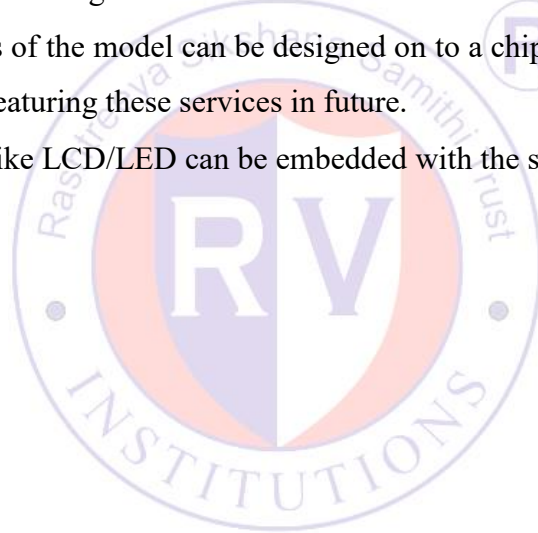 s of the model can be designed on to a chip
eaturing these services in future.
ike LCD/LED can be embedded with the s
Rashtreeya Sikshana Samithi Trust
RV
INSTITUTIONS